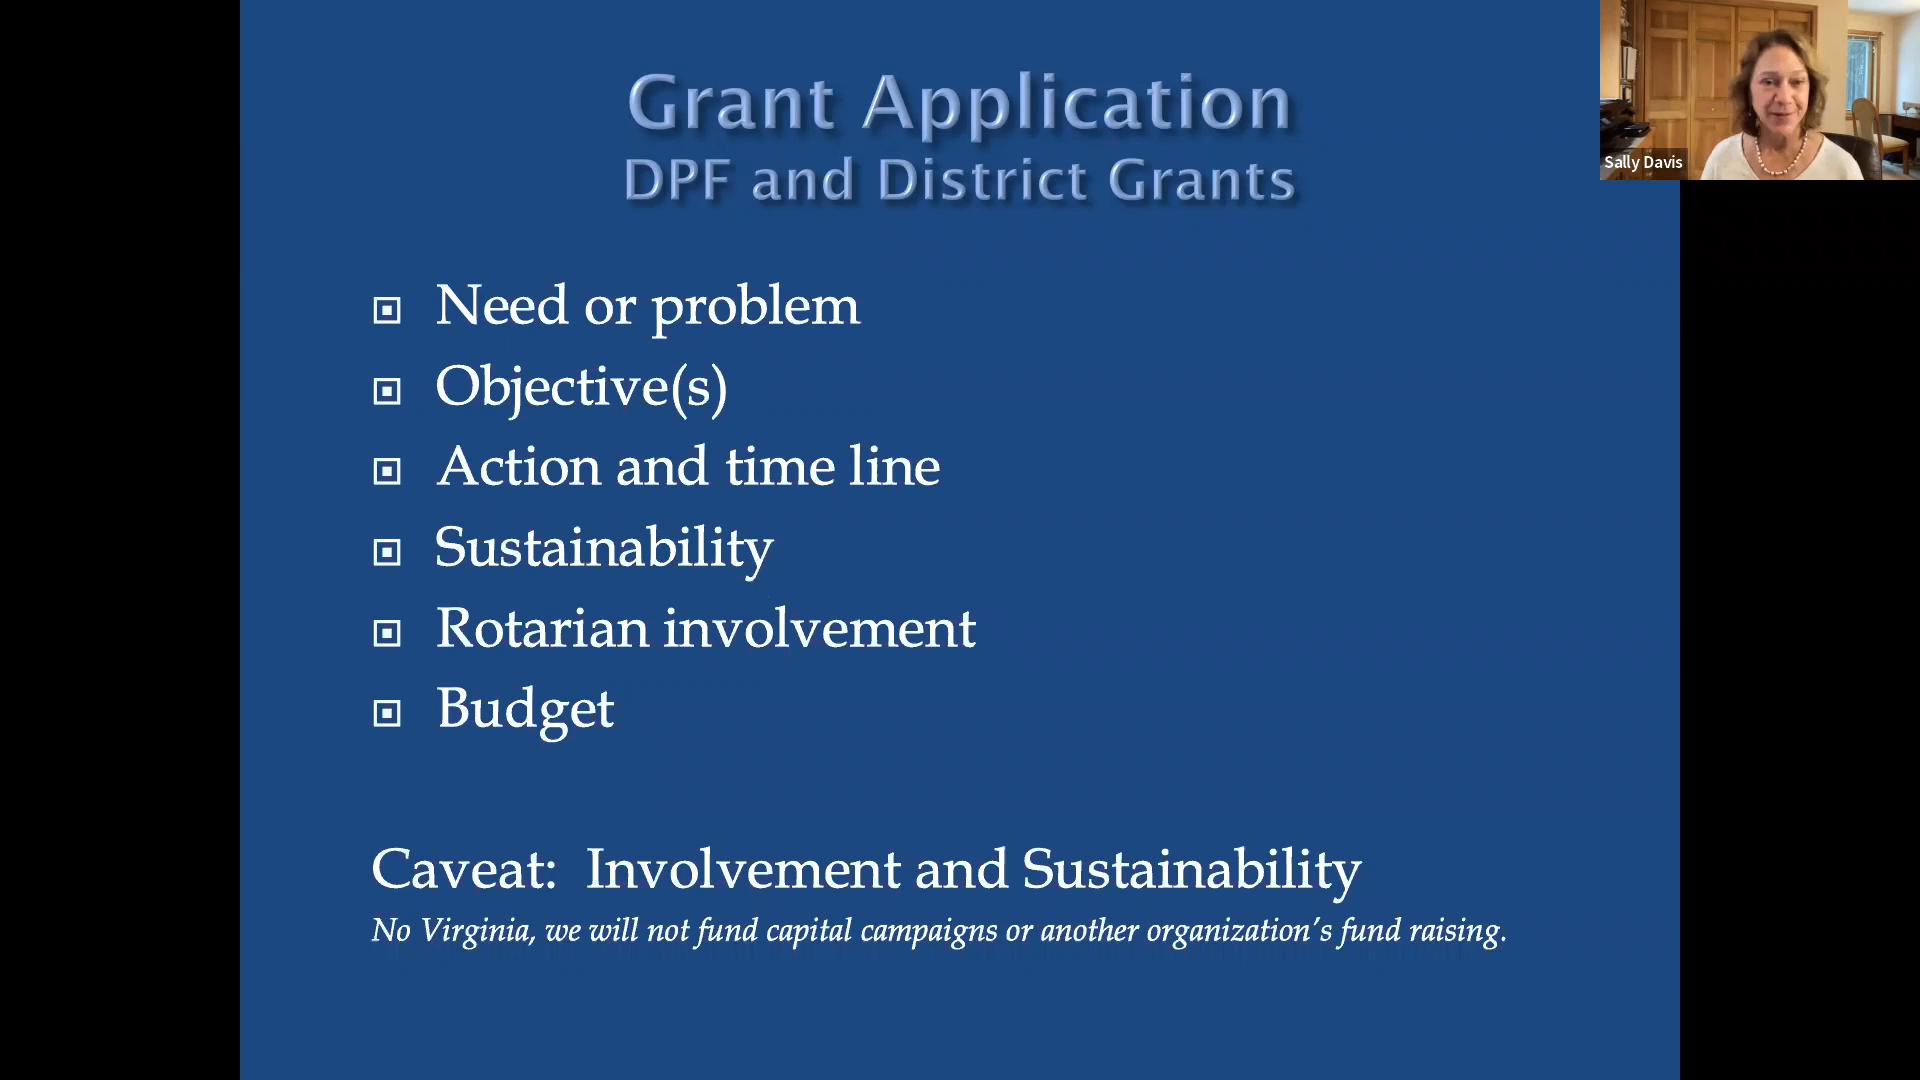 Grant Application
DPF and District Grants
Sally Davis
Need or problem
Objective(s)
Action and time line
Sustainability
Rotarian involvement
Budget
Caveat:  Involvement and Sustainability
No Virginia, we will not fund capital campaigns or another organization’s fund raising.